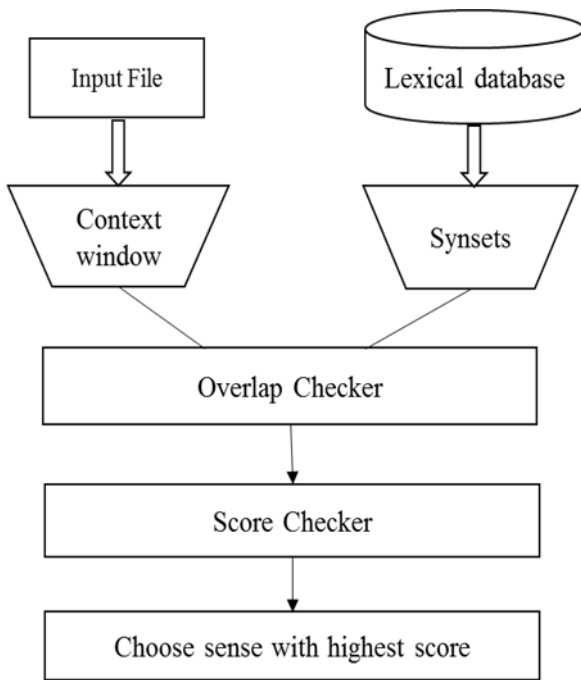 Input File
Lexical database
Context
window
Synsets
Overlap Checker
Score Checker
Choose sense with highest score